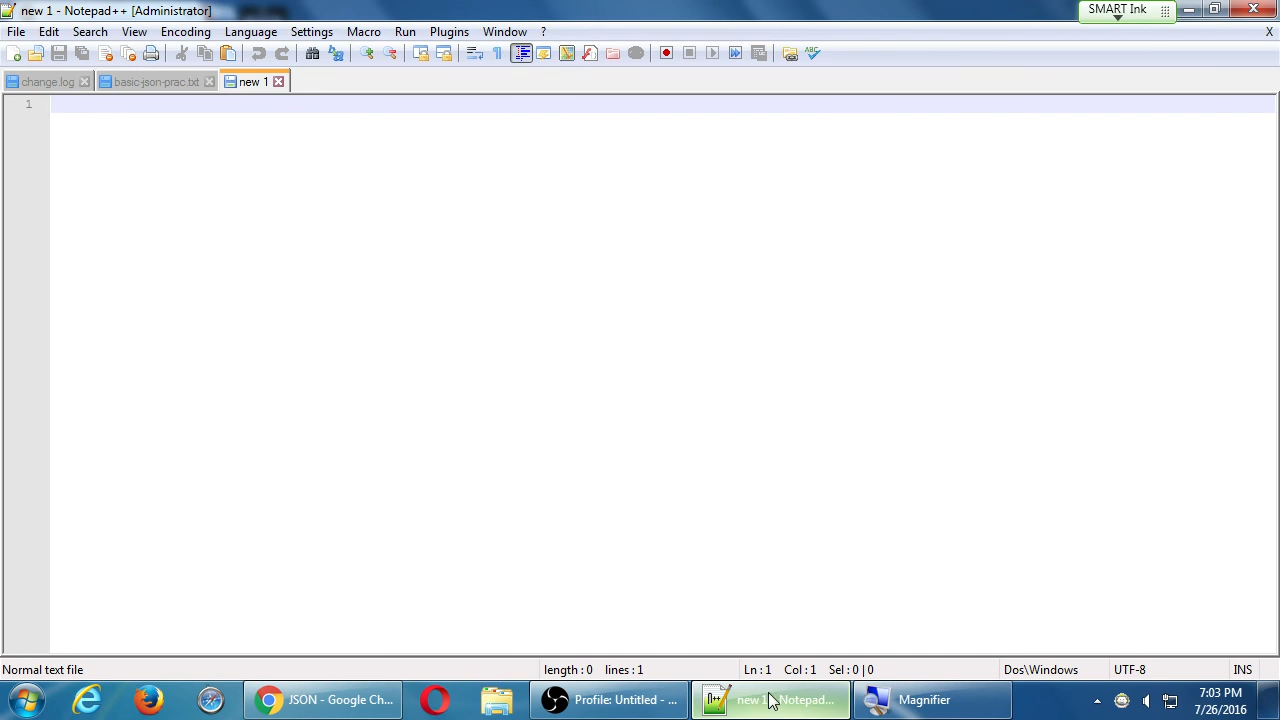 new 1 - Notepad++ [Administrator]
SMART Ink
File Edit Search View Encoding Language Settings Macro Run Plugins Window ? X
change.log basic-json-prac.txt new 1
1
Normal text file length : 0 lines : 1 Ln : 1 Col : 1 Sel : 0 | 0 Dos\Windows UTF-8 INS
JSON - Google Ch... Profile: Untitled - ... new 1 - Notepad... Magnifier 7:03 PM
7/26/2016